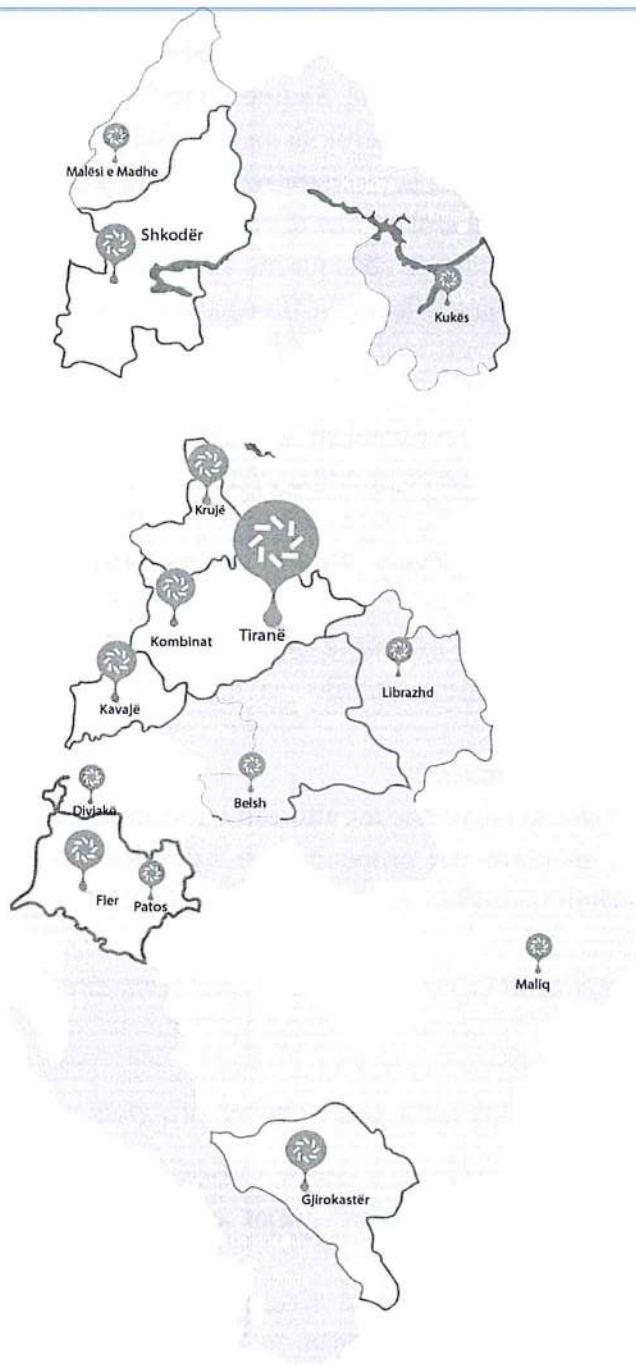 Malësi e Madhe
Shkodër
Kukës
Krujë
Kombinat
Tiranë
Librazhd
Kavajë
Belsh
Divjakë
Fier
Patos
Maliq
Gjirokastër